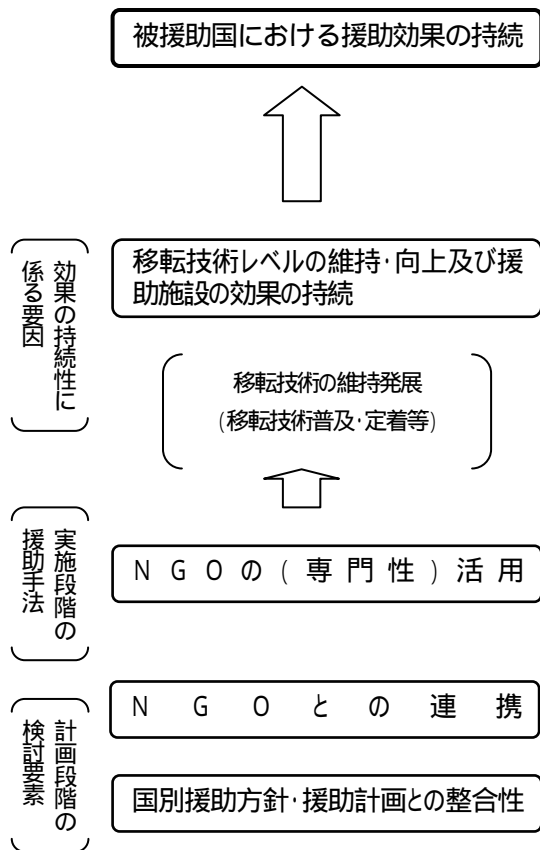 被援助国における援助効果の持続
効果の持続性に
係る要因
移転技術レベルの維持･向上及び援
助施設の効果の持続
移転技術の維持発展
(移転技術普及･定着等)
実施段階の
援助手法
ＮＧＯの(専門性)活用
計画段階の
検討要素
ＮＧＯとの連携
国別援助方針･援助計画との整合性